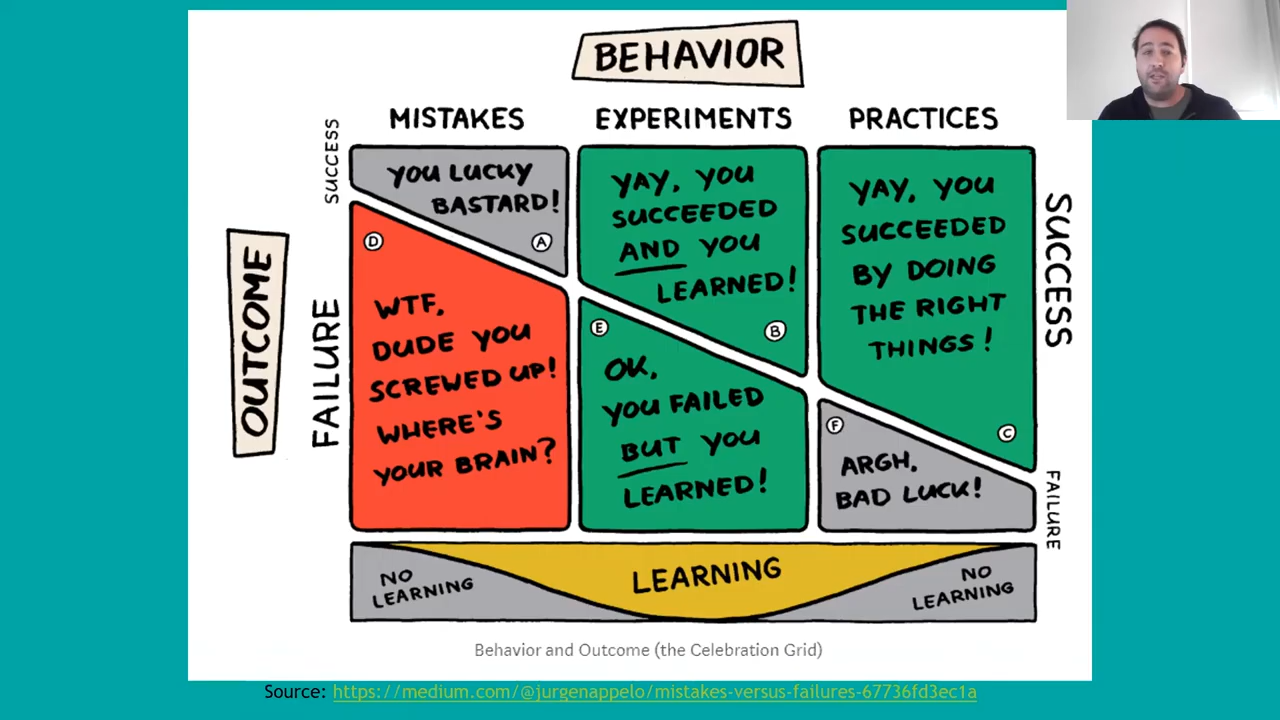 BEHAVIOR
MISTAKES
EXPERIMENTS
PRACTICES
OUTCOME
SUCCESS
FAILURE
YOU LUCKY
BASTARD!
A
D
WTF,
DUDE YOU
SCREWED UP!
WHERE'S
YOUR BRAIN?
YAY, YOU
SUCCEEDED
AND YOU
LEARNED!
B
E
OK,
YOU FAILED
BUT YOU
LEARNED!
YAY, YOU
SUCCEEDED
BY DOING
THE RIGHT
THINGS!
C
F
ARGH,
BAD LUCK!
SUCCESS
FAILURE
NO
LEARNING
LEARNING
NO
LEARNING
Behavior and Outcome (the Celebration Grid)
Source: https://medium.com/@jurgenappelo/mistakes-versus-failures-67736fd3ec1a